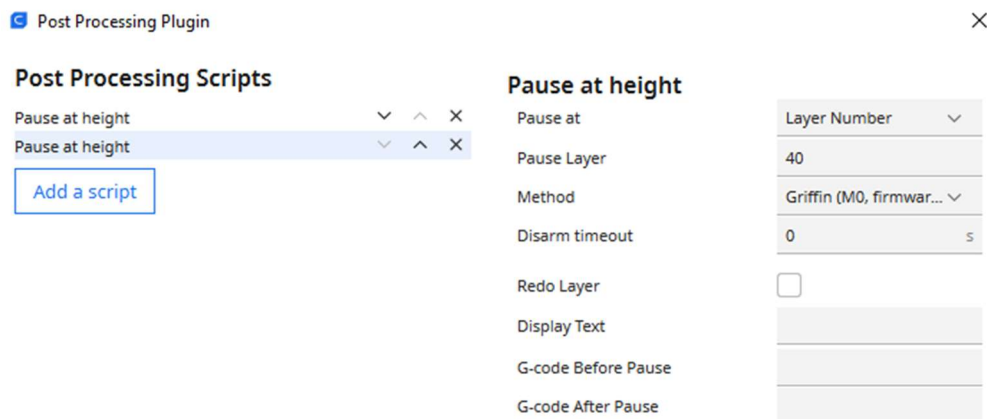 Post Processing Plugin
Post Processing Scripts
Pause at height
Pause at height
Add a script
Pause at height
Pause at Layer Number
Pause Layer 40
Method Griffin (M0, firmwar...
Disarm timeout 0 s
Redo Layer
Display Text
G-code Before Pause
G-code After Pause